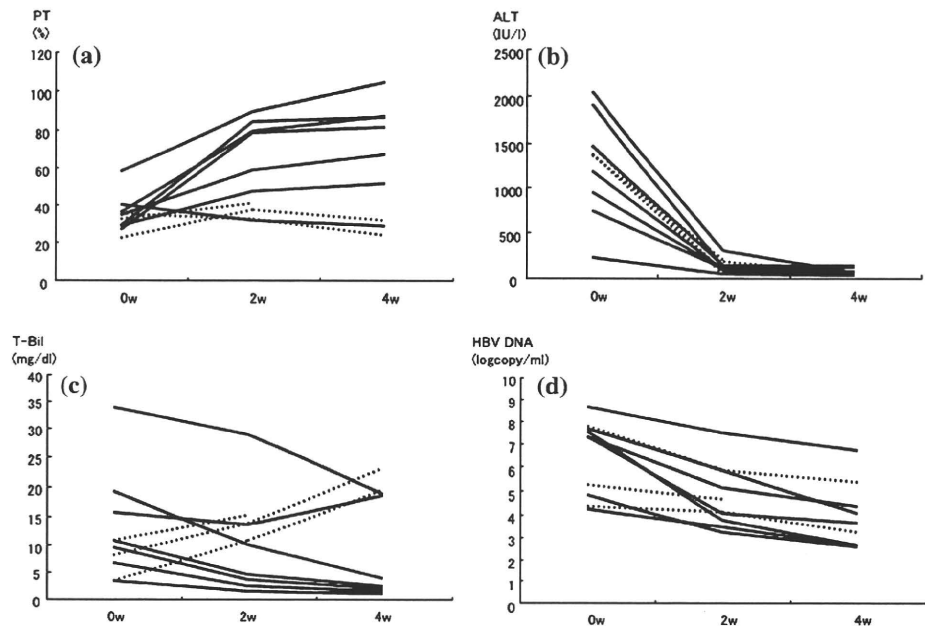 PT
(%)
(a)
120
100
80
60
40
20
0
0w 2w 4w
ALT
(IU/l)
(b)
2500
2000
1500
1000
500
0
0w 2w 4w
T-Bil
(mg/dl)
(c)
40
35
30
25
20
15
10
5
0
0w 2w 4w
HBV DNA
(logcopy/ml)
(d)
10
9
8
7
6
5
4
3
2
1
0
0w 2w 4w